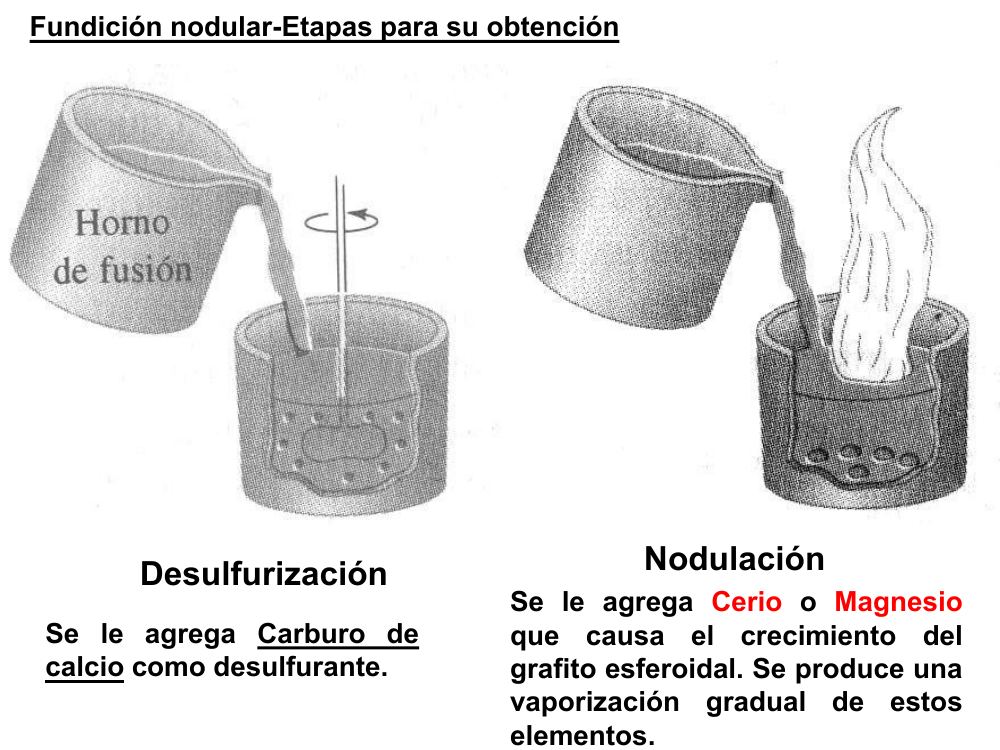 Fundición nodular-Etapas para su obtención
Horno
de fusión
Desulfurización
Se le agrega Carburo de
calcio como desulfurante.
Nodulación
Se le agrega Cerio o Magnesio
que causa el crecimiento del
grafito esferoidal. Se produce una
vaporización gradual de estos
elementos.